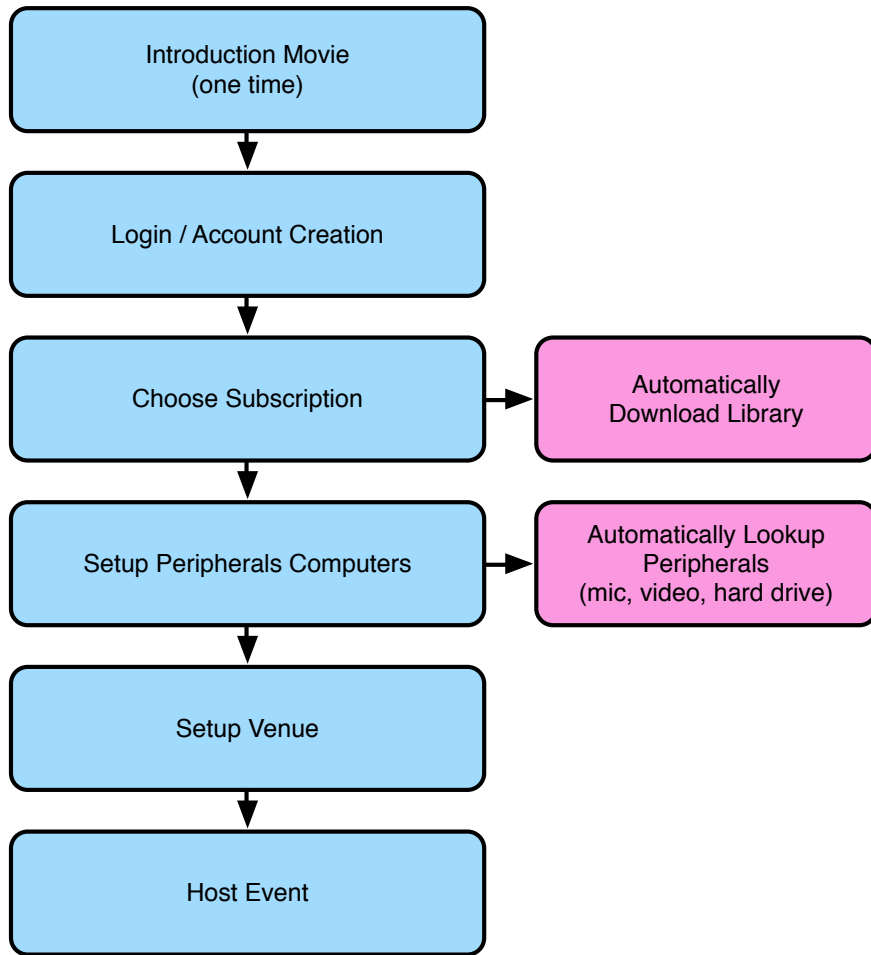 Introduction Movie
(one time)
Login / Account Creation
Choose Subscription
Automatically
Download Library
Setup Peripherals Computers
Automatically Lookup
Peripherals
(mic, video, hard drive)
Setup Venue
Host Event